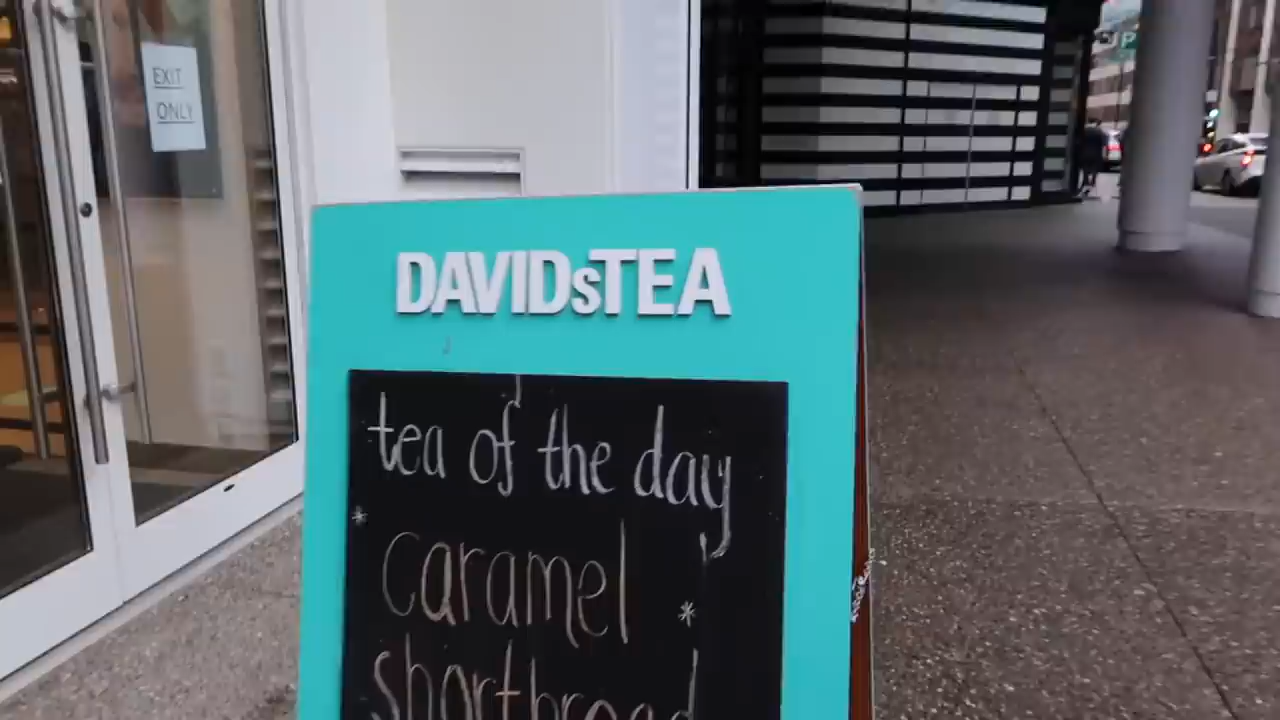 EXIT
ONLY
P
DAVIDsTEA
tea of the day
caramel
shortbread